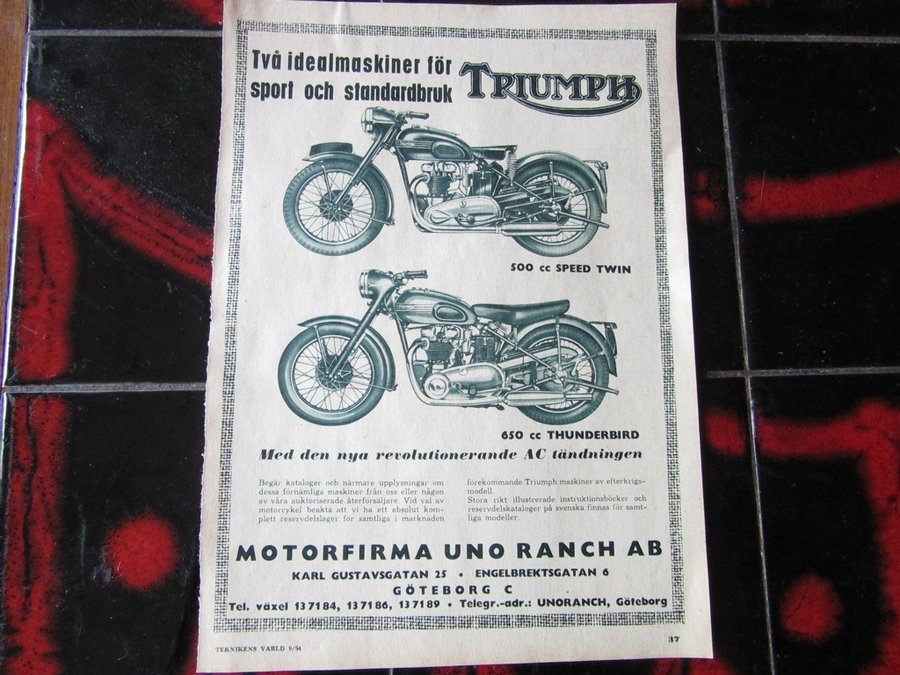 Två idealmaskiner för
sport och standardbruk
TRIUMPH
500 cc SPEED TWIN
650 cc THUNDERBIRD
Med den nya revolutionerande AC tändningen
Begär kataloger och närmare upplysningar om
dessa förnämliga maskiner från oss eller någon
av våra auktoriserade återförsäljare. Vid val av
motorcykel beakta att vi ha ett absolut kom-
plett reservdelslager för samtliga i marknaden
förekommande Triumph maskiner av efterkrigs-
modell.
Stora rikt illustrerade instruktionsböcker och
reservdelskataloger på svenska finnas för samt-
liga modeller.
MOTORFIRMA UNO RANCH AB
KARL GUSTAVSGATAN 25 • ENGELBREKTSGATAN 6
GÖTEBORG C
Tel. växel 137184, 137186, 137189 • Telegr.-adr.: UNORANCH, Göteborg
TEKNIKENS VÄRLD 9/54
37